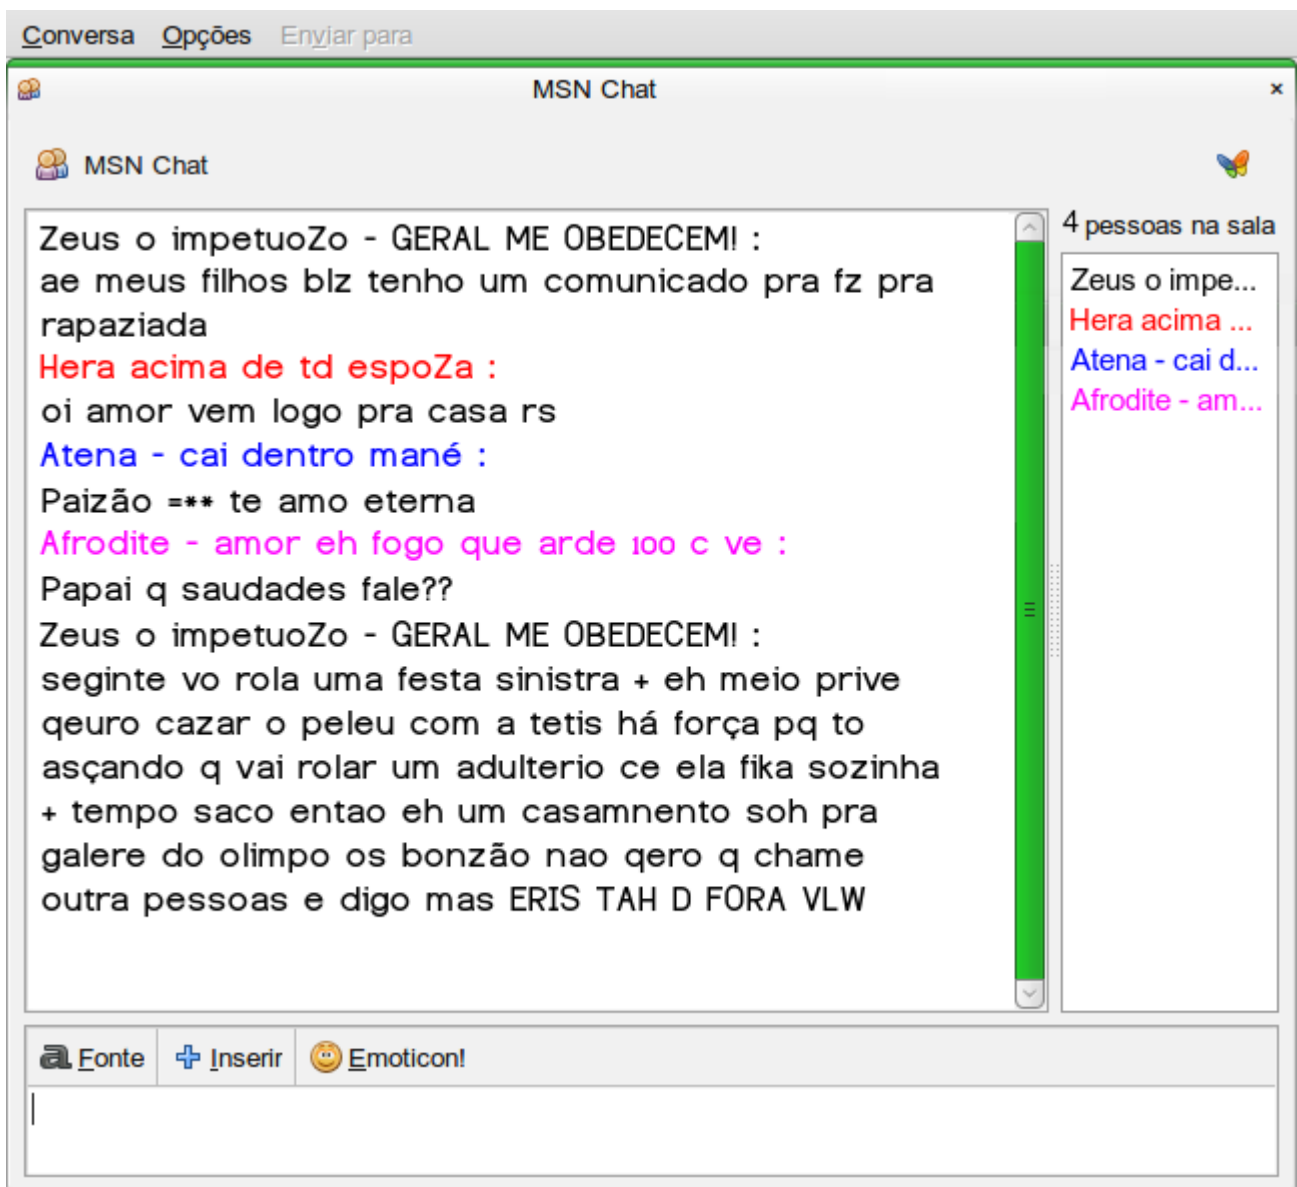 Conversa Opções Enviar para
MSN Chat ×
MSN Chat
Zeus o impetuoZo - GERAL ME OBEDECEM! :
ae meus filhos blz tenho um comunicado pra fz pra
rapaziada
Hera acima de td espoZa :
oi amor vem logo pra casa rs
Atena - cai dentro mané :
Paizão =** te amo eterna
Afrodite - amor eh fogo que arde 100 c ve :
Papai q saudades fale??
Zeus o impetuoZo - GERAL ME OBEDECEM! :
seginte vo rola uma festa sinistra + eh meio prive
qeuro cazar o peleu com a tetis há força pq to
asçando q vai rolar um adulterio ce ela fika sozinha
+ tempo saco entao eh um casamnento soh pra
galere do olimpo os bonzão nao qero q chame
outra pessoas e digo mas ERIS TAH D FORA VLW
4 pessoas na sala
Zeus o impe...
Hera acima ...
Atena - cai d...
Afrodite - am...
a Fonte Inserir Emoticon!